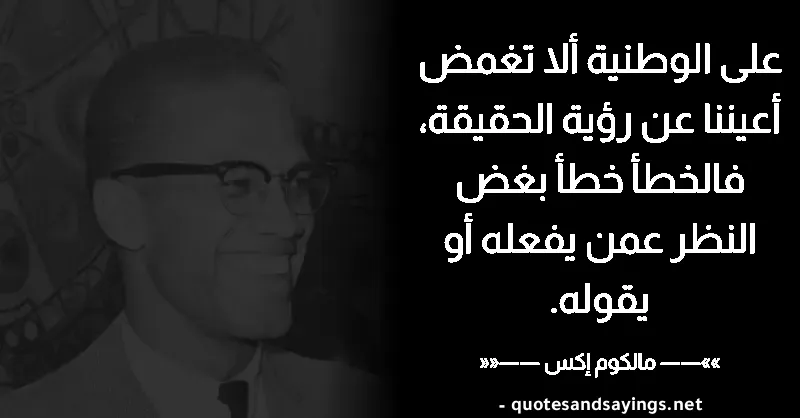 على الوطنية ألا تغمض
أعيننا عن رؤية الحقيقة،
فالخطأ خطأ بغض
النظر عمن يفعله أو
يقوله.
»»—— مالكوم إكس ——««
- quotesandsayings.net